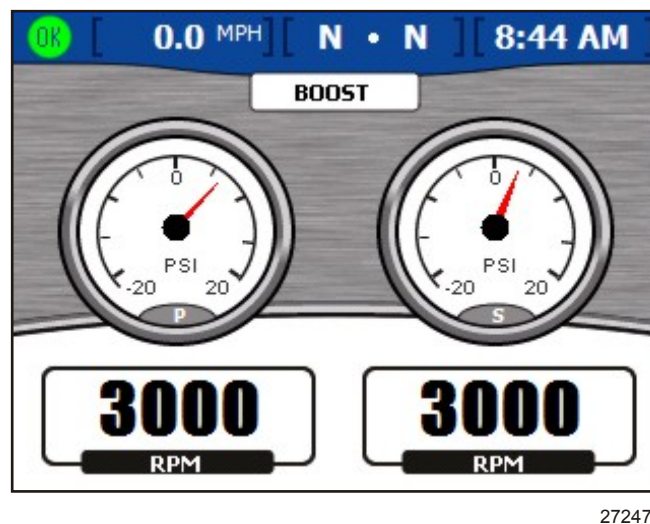 OK [ 0.0 MPH ] [ N • N ] [ 8:44 AM ]
BOOST
0 0
PSI PSI
-20 20 -20 20
P S
3000 3000
RPM RPM
27247